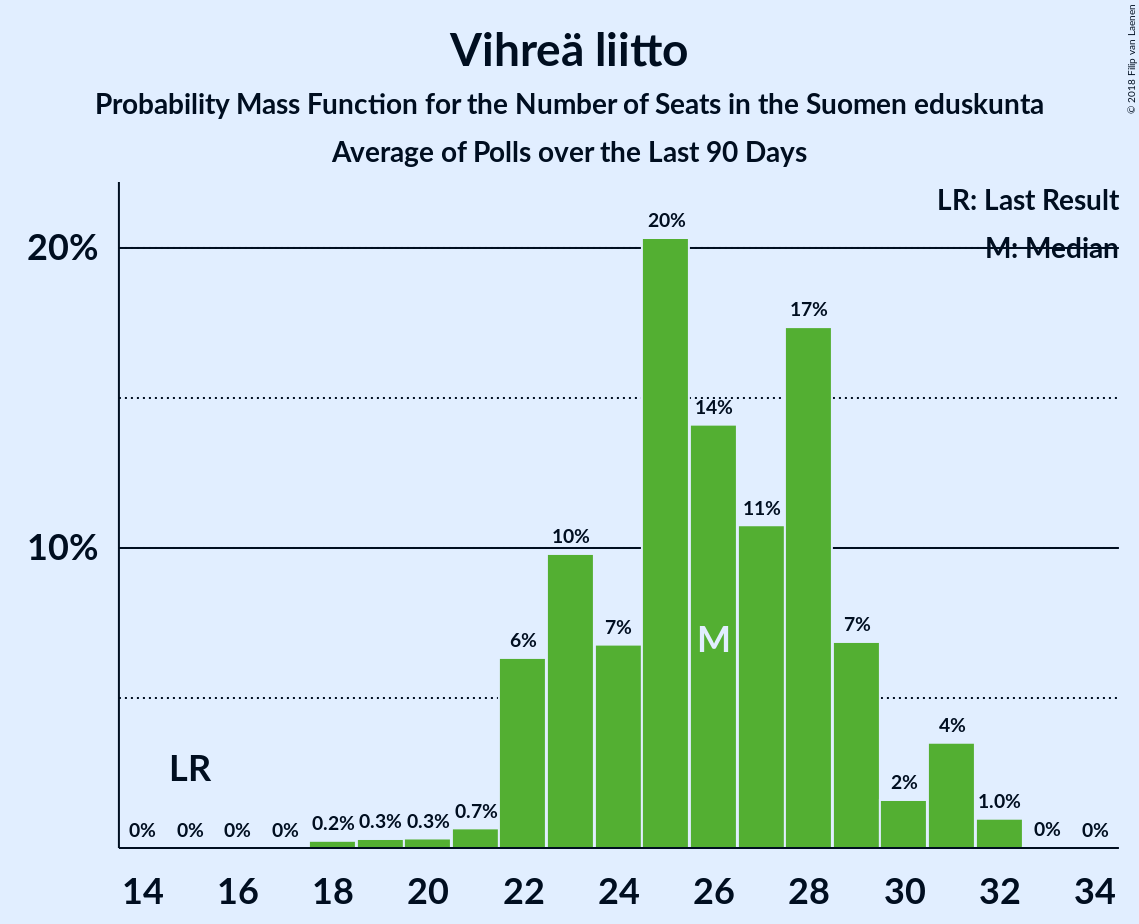 Vihreä liitto
Probability Mass Function for the Number of Seats in the Suomen eduskunta
Average of Polls over the Last 90 Days
© 2018 Filip van Laenen
LR: Last Result
M: Median
20%
10%
20%
17%
14%
11%
10%
7%
6%
7%
M
4%
LR
2%
0% 0% 0% 0% 0.2% 0.3% 0.3% 0.7% 1.0% 0% 0%
14 16 18 20 22 24 26 28 30 32 34